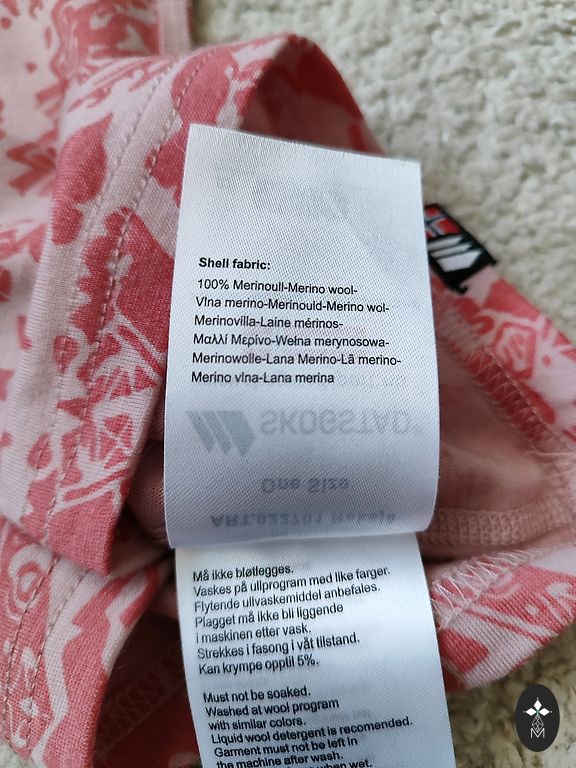 Shell fabric:
100% Merinoull-Merino wool-
Vlna merino-Merinould-Merino wol-
Merinovilla-Laine mérinos-
Μαλλί Μερίνο-Wełna merynosowa-
Merinowolle-Lana Merino-Lã merino-
Merino vlna-Lana merina
SKOGSTAD
One Size
ART.022701
Må ikke bløtlegges.
Vaskes på ullprogram med like farger.
Flytende ullvaskemiddel anbefales.
Plagget må ikke bli liggende
i maskinen etter vask.
Strekkes i fasong i våt tilstand.
Kan krympe opptil 5%.
Must not be soaked.
Washed at wool program
with similar colors.
Liquid wool detergent is recomended.
Garment must not be left in
the machine after wash.
when wet.
M